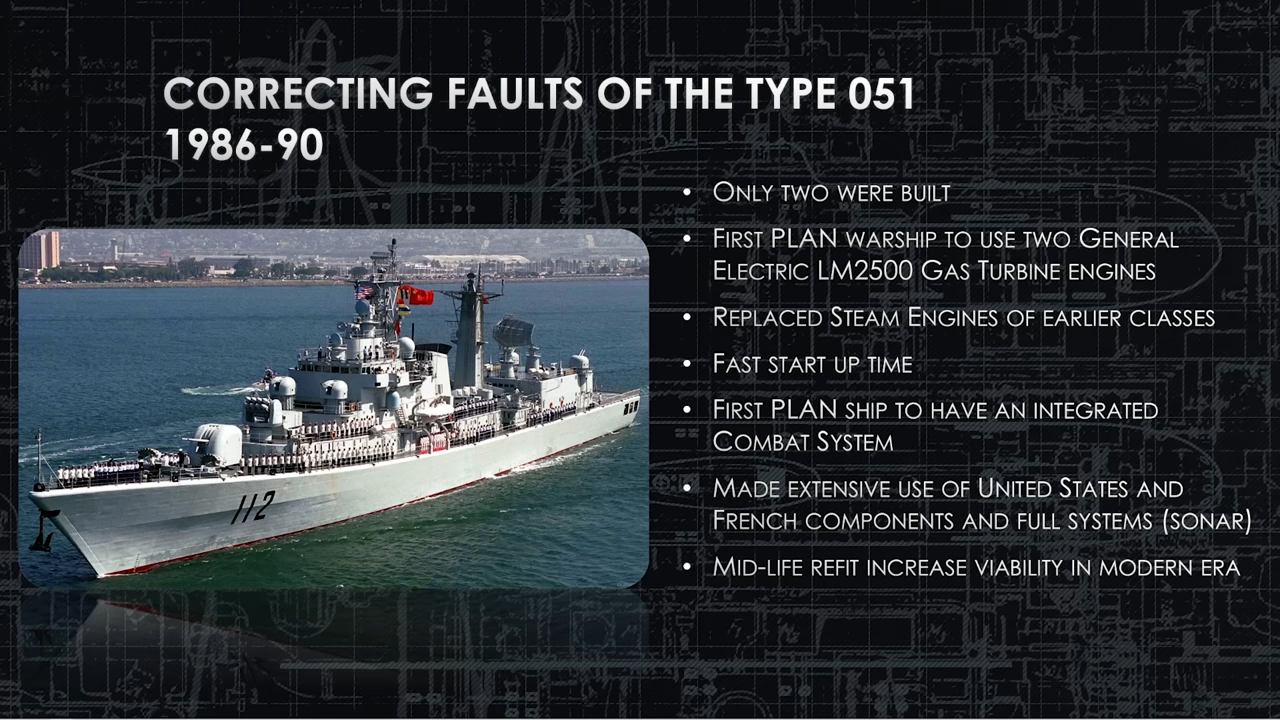 CORRECTING FAULTS OF THE TYPE 051
1986-90
• ONLY TWO WERE BUILT
• FIRST PLAN WARSHIP TO USE TWO GENERAL
ELECTRIC LM2500 GAS TURBINE ENGINES
• REPLACED STEAM ENGINES OF EARLIER CLASSES
• FAST START UP TIME
• FIRST PLAN SHIP TO HAVE AN INTEGRATED
COMBAT SYSTEM
• MADE EXTENSIVE USE OF UNITED STATES AND
FRENCH COMPONENTS AND FULL SYSTEMS (SONAR)
• MID-LIFE REFIT INCREASE VIABILITY IN MODERN ERA
112